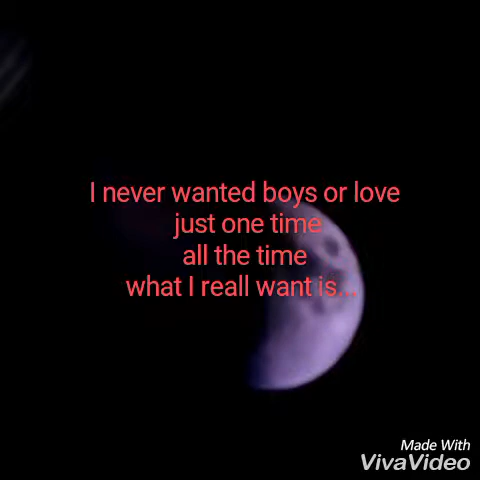 I never wanted boys or love
just one time
all the time
what I reall want is...
Made With
VivaVideo